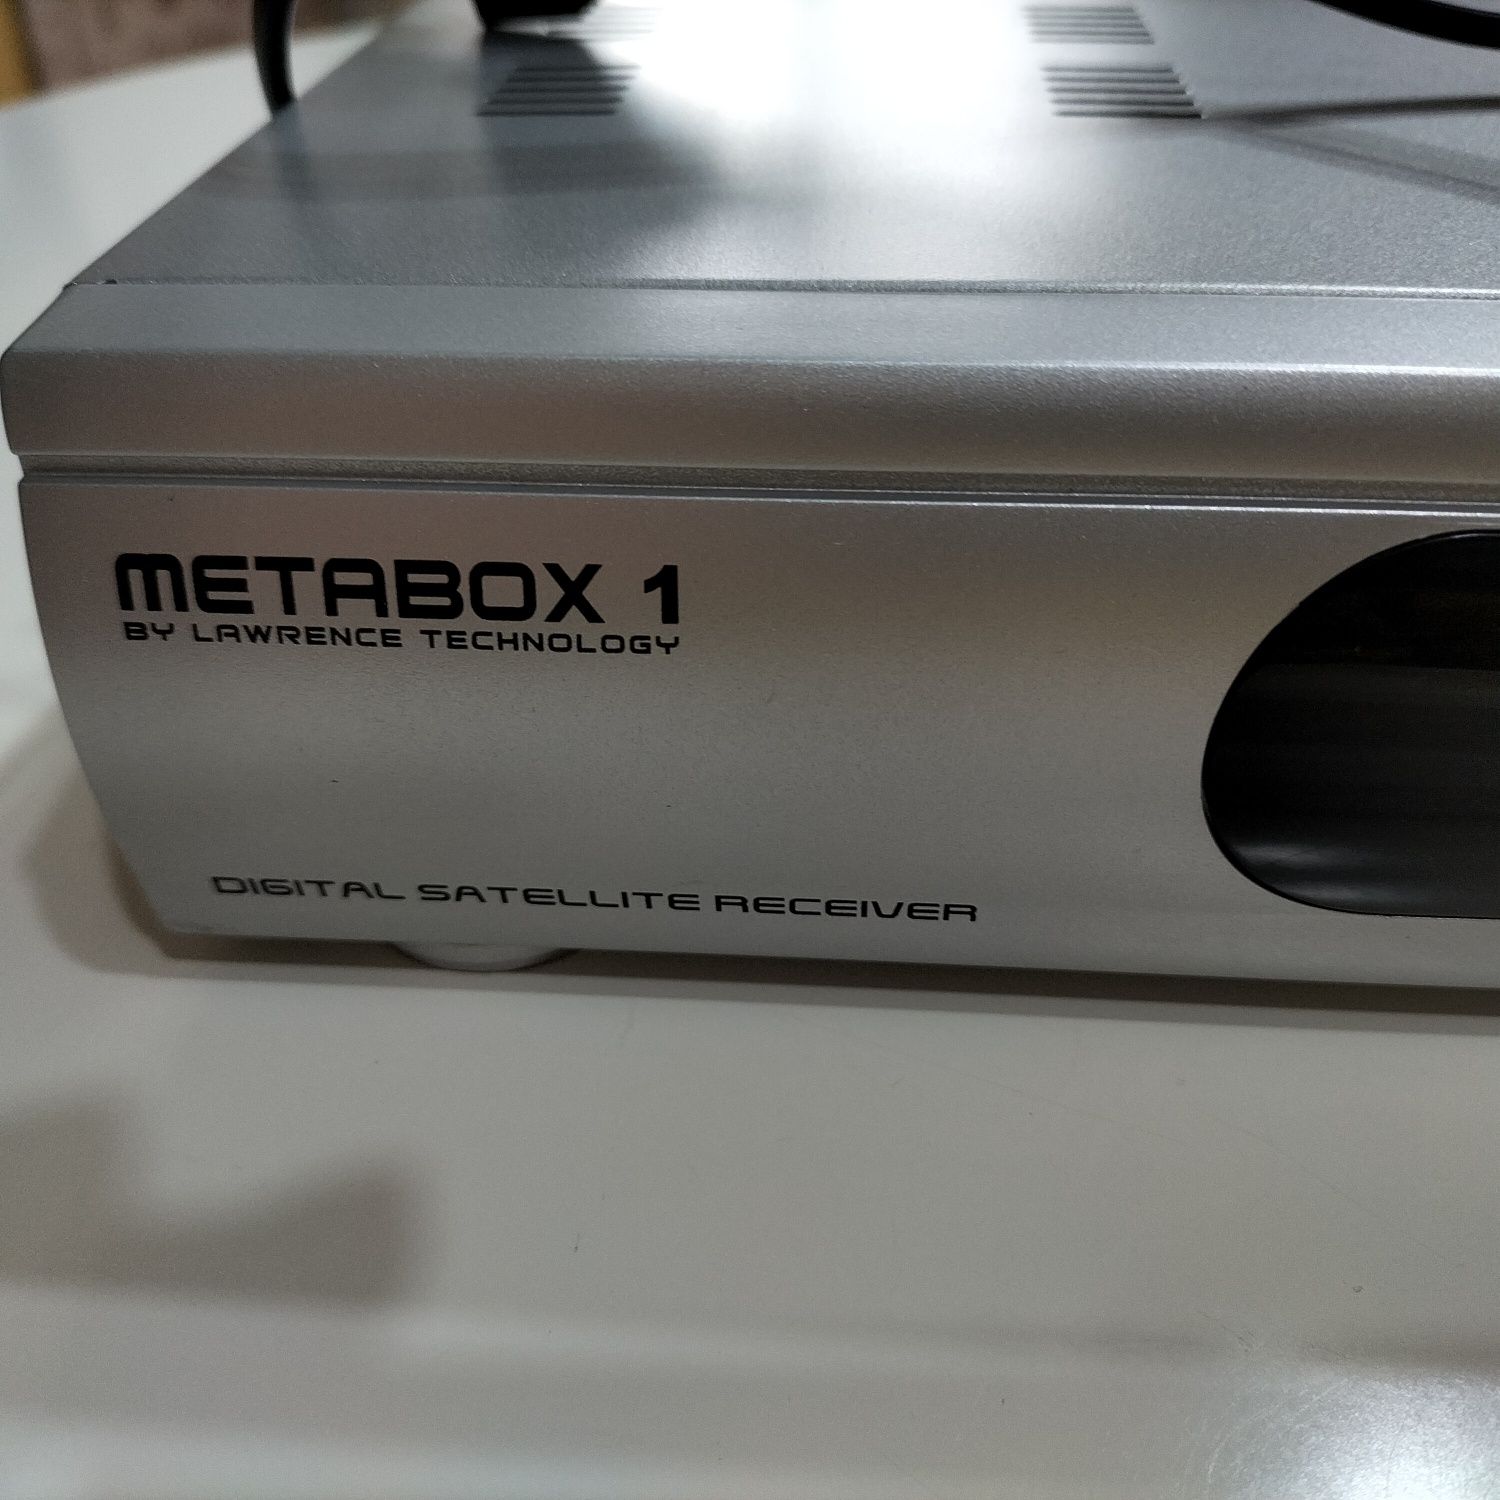 METABOX 1
BY LAWRENCE TECHNOLOGY
DIGITAL SATELLITE RECEIVER